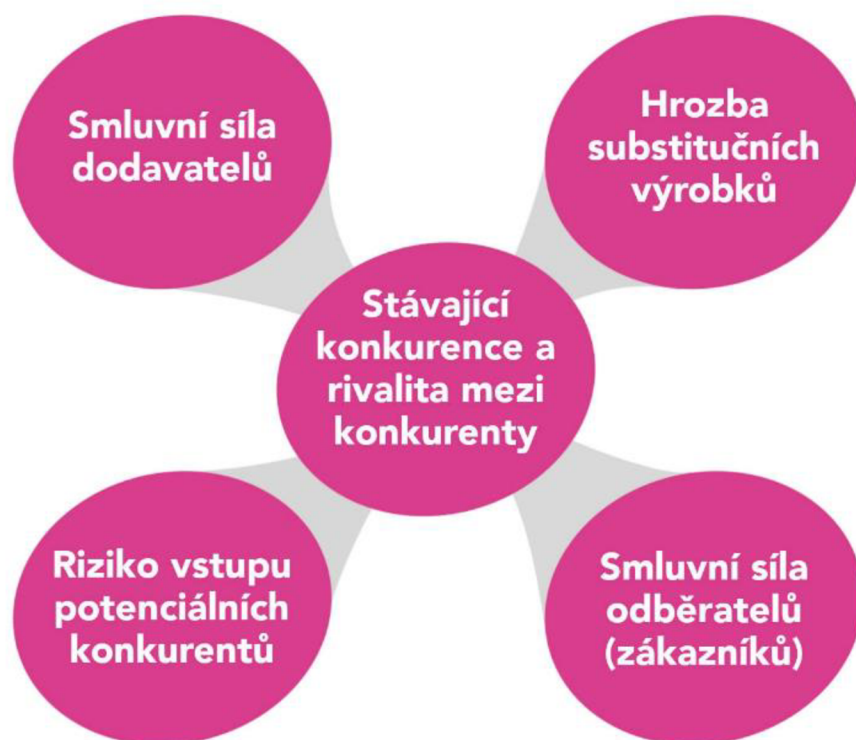 Smluvní síla
dodavatelů
Hrozba
substitučních
výrobků
Stávající
konkurence a
rivalita mezi
konkurenty
Riziko vstupu
potenciálních
konkurentů
Smluvní síla
odběratelů
(zákazníků)